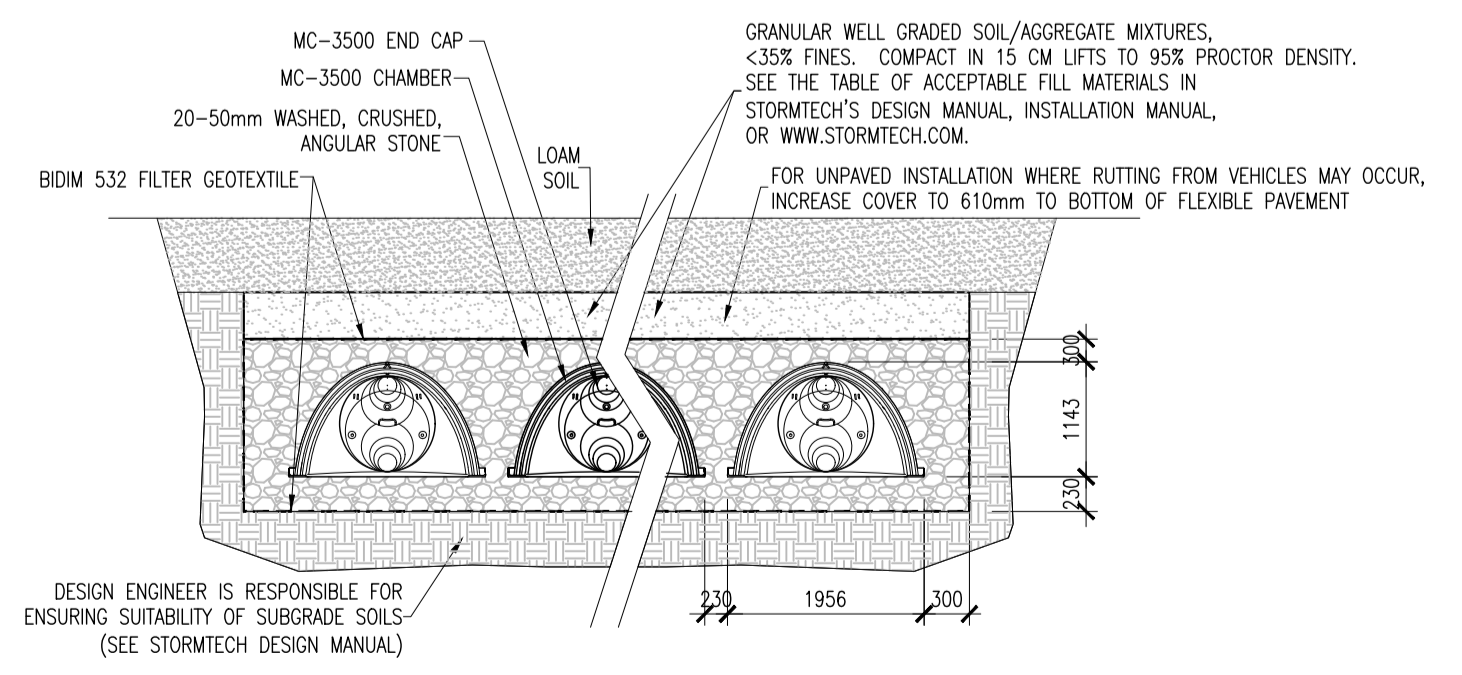 MC-3500 END CAP
MC-3500 CHAMBER
20-50mm WASHED, CRUSHED,
ANGULAR STONE
BIDIM 532 FILTER GEOTEXTILE
LOAM
SOIL
GRANULAR WELL GRADED SOIL/AGGREGATE MIXTURES,
<35% FINES. COMPACT IN 15 CM LIFTS TO 95% PROCTOR DENSITY.
SEE THE TABLE OF ACCEPTABLE FILL MATERIALS IN
STORMTECH'S DESIGN MANUAL, INSTALLATION MANUAL,
OR WWW.STORMTECH.COM.
FOR UNPAVED INSTALLATION WHERE RUTTING FROM VEHICLES MAY OCCUR,
INCREASE COVER TO 610mm TO BOTTOM OF FLEXIBLE PAVEMENT
300
1143
230
230
1956
300
DESIGN ENGINEER IS RESPONSIBLE FOR
ENSURING SUITABILITY OF SUBGRADE SOILS
(SEE STORMTECH DESIGN MANUAL)